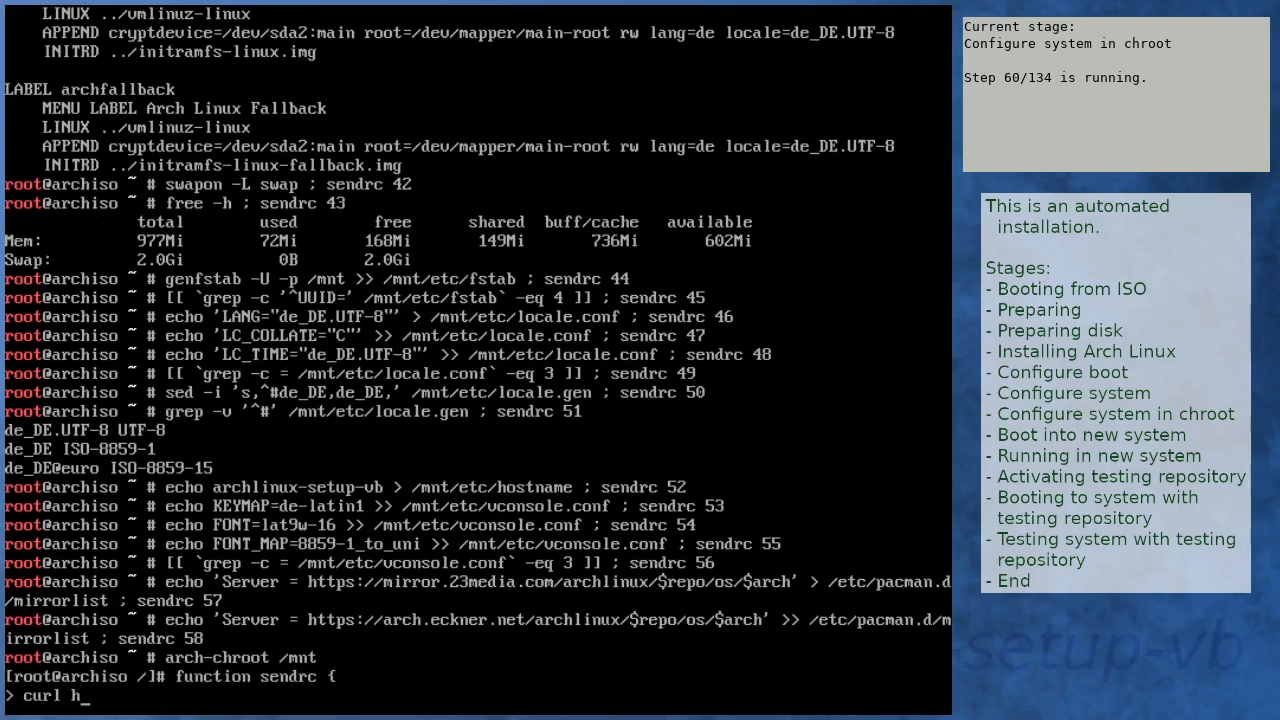 LINUX ../vmlinuz-linux
APPEND cryptdevice=/dev/sda2:main root=/dev/mapper/main-root rw lang=de locale=de_DE.UTF-8
INITRD ../initramfs-linux.img
LABEL archfallback
MENU LABEL Arch Linux Fallback
LINUX ../vmlinuz-linux
APPEND cryptdevice=/dev/sda2:main root=/dev/mapper/main-root rw lang=de locale=de_DE.UTF-8
INITRD ../initramfs-linux-fallback.img
root@archiso ~ # swapon -L swap ; sendrc 42
root@archiso ~ # free -h ; sendrc 43
total used free shared buff/cache available
Mem: 977Mi 72Mi 168Mi 149Mi 736Mi 602Mi
Swap: 2.0Gi 0B 2.0Gi
root@archiso ~ # genfstab -U -p /mnt >> /mnt/etc/fstab ; sendrc 44
root@archiso ~ # [[ `grep -c '^UUID=' /mnt/etc/fstab` -eq 4 ]] ; sendrc 45
root@archiso ~ # echo 'LANG="de_DE.UTF-8"' > /mnt/etc/locale.conf ; sendrc 46
root@archiso ~ # echo 'LC_COLLATE="C"' >> /mnt/etc/locale.conf ; sendrc 47
root@archiso ~ # echo 'LC_TIME="de_DE.UTF-8"' >> /mnt/etc/locale.conf ; sendrc 48
root@archiso ~ # [[ `grep -c = /mnt/etc/locale.conf` -eq 3 ]] ; sendrc 49
root@archiso ~ # sed -i 's,^#de_DE,de_DE,' /mnt/etc/locale.gen ; sendrc 50
root@archiso ~ # grep -v '^#' /mnt/etc/locale.gen ; sendrc 51
de_DE.UTF-8 UTF-8
de_DE ISO-8859-1
de_DE@euro ISO-8859-15
root@archiso ~ # echo archlinux-setup-vb > /mnt/etc/hostname ; sendrc 52
root@archiso ~ # echo KEYMAP=de-latin1 >> /mnt/etc/vconsole.conf ; sendrc 53
root@archiso ~ # echo FONT=lat9w-16 >> /mnt/etc/vconsole.conf ; sendrc 54
root@archiso ~ # echo FONT_MAP=8859-1_to_uni >> /mnt/etc/vconsole.conf ; sendrc 55
root@archiso ~ # [[ `grep -c = /mnt/etc/vconsole.conf` -eq 3 ]] ; sendrc 56
root@archiso ~ # echo 'Server = https://mirror.23media.com/archlinux/$repo/os/$arch' > /etc/pacman.d
/mirrorlist ; sendrc 57
root@archiso ~ # echo 'Server = https://arch.eckner.net/archlinux/$repo/os/$arch' >> /etc/pacman.d/m
irrorlist ; sendrc 58
root@archiso ~ # arch-chroot /mnt
[root@archiso /]# function sendrc {
> curl h_
Current stage:
Configure system in chroot
Step 60/134 is running.
This is an automated
installation.
Stages:
- Booting from ISO
- Preparing
- Preparing disk
- Installing Arch Linux
- Configure boot
- Configure system
- Configure system in chroot
- Boot into new system
- Running in new system
- Activating testing repository
- Booting to system with
testing repository
- Testing system with testing
repository
- End
setup-vb